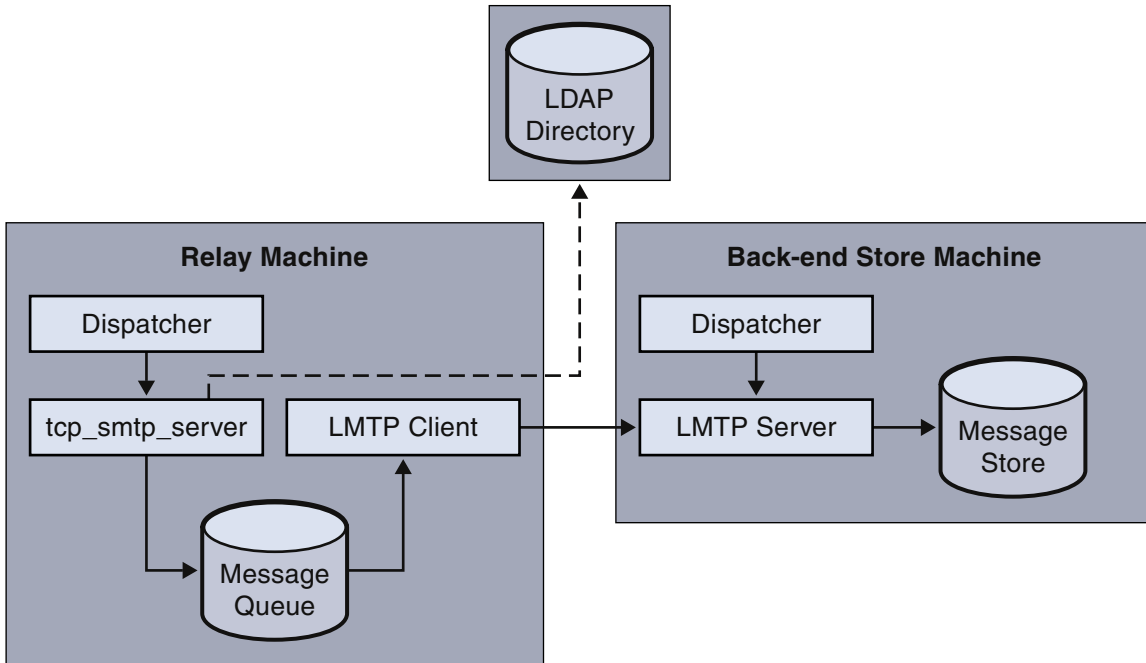 LDAP
Directory
Relay Machine
Dispatcher
tcp_smtp_server
LMTP Client
Message
Queue
Back-end Store Machine
Dispatcher
LMTP Server
Message
Store